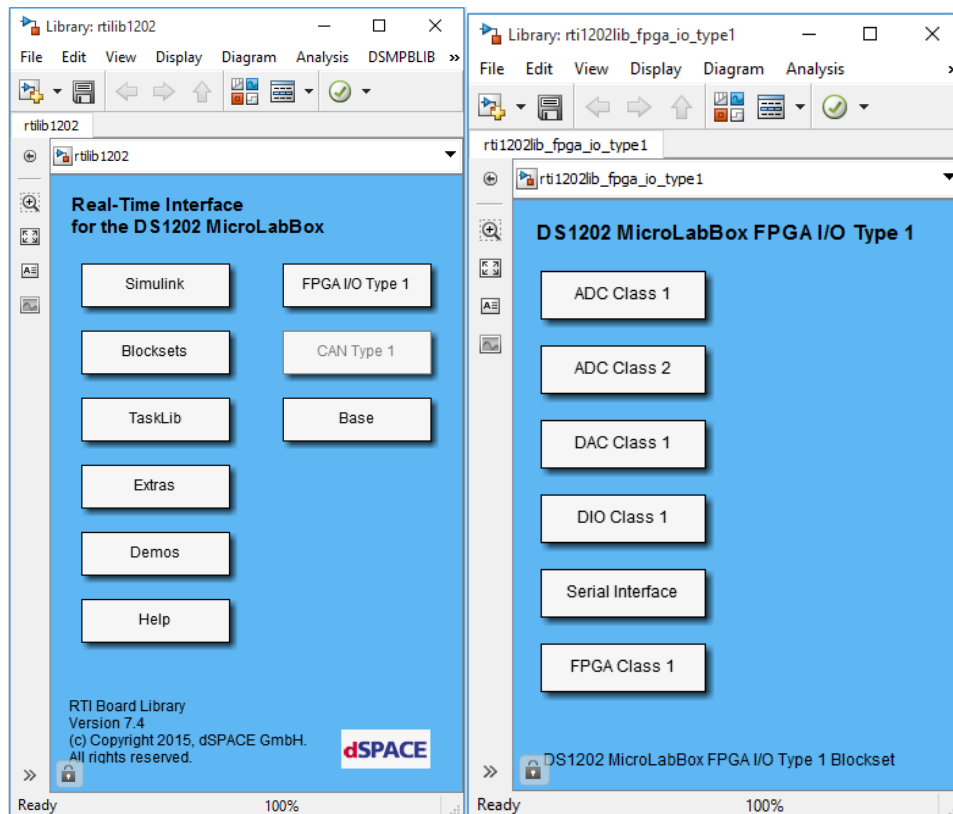 Library: rtilib1202
File Edit View Display Diagram Analysis DSMPBLIB »
rtilib1202
rtilib1202
Real-Time Interface
for the DS1202 MicroLabBox
Simulink
FPGA I/O Type 1
Blocksets
CAN Type 1
TaskLib
Base
Extras
Demos
Help
RTI Board Library
Version 7.4
(c) Copyright 2015, dSPACE GmbH.
All rights reserved.
dSPACE
Ready 100%
Library: rti1202lib_fpga_io_type1
File Edit View Display Diagram Analysis
rti1202lib_fpga_io_type1
rti1202lib_fpga_io_type1
DS1202 MicroLabBox FPGA I/O Type 1
ADC Class 1
ADC Class 2
DAC Class 1
DIO Class 1
Serial Interface
FPGA Class 1
DS1202 MicroLabBox FPGA I/O Type 1 Blockset
Ready 100%